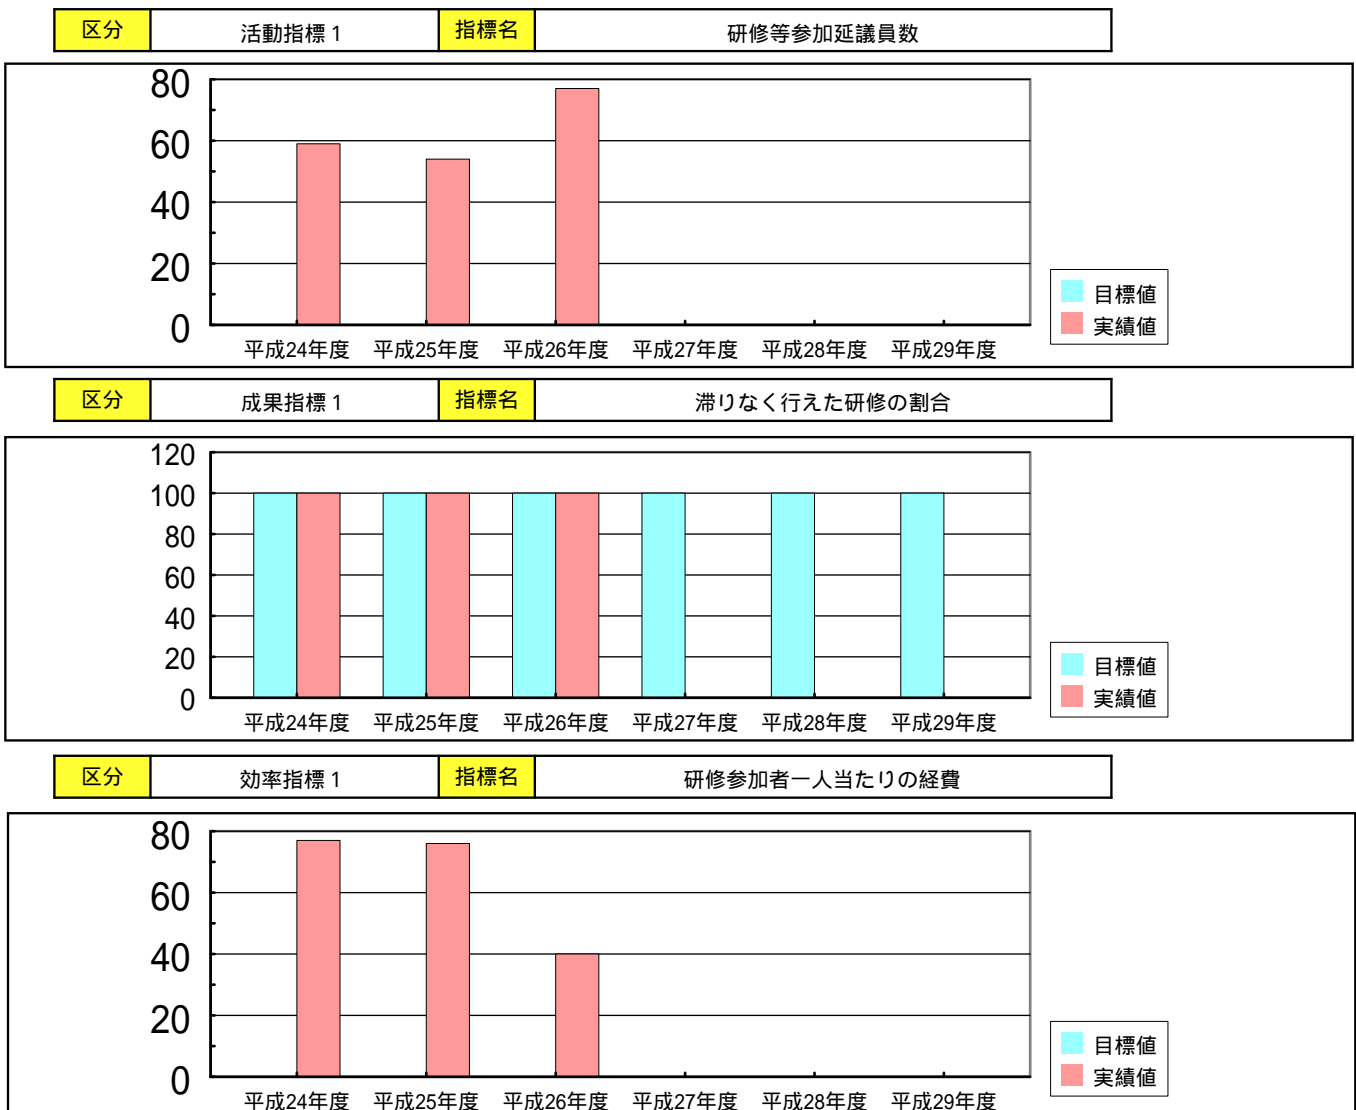 区分 活動指標1 指標名 研修等参加延議員数
80
60
40
20
0
平成24年度 平成25年度 平成26年度 平成27年度 平成28年度 平成29年度
目標値
実績値
区分 成果指標1 指標名 滞りなく行えた研修の割合
120
100
80
60
40
20
0
平成24年度 平成25年度 平成26年度 平成27年度 平成28年度 平成29年度
目標値
実績値
区分 効率指標1 指標名 研修参加者一人当たりの経費
80
60
40
20
0
平成24年度 平成25年度 平成26年度 平成27年度 平成28年度 平成29年度
目標値
実績値